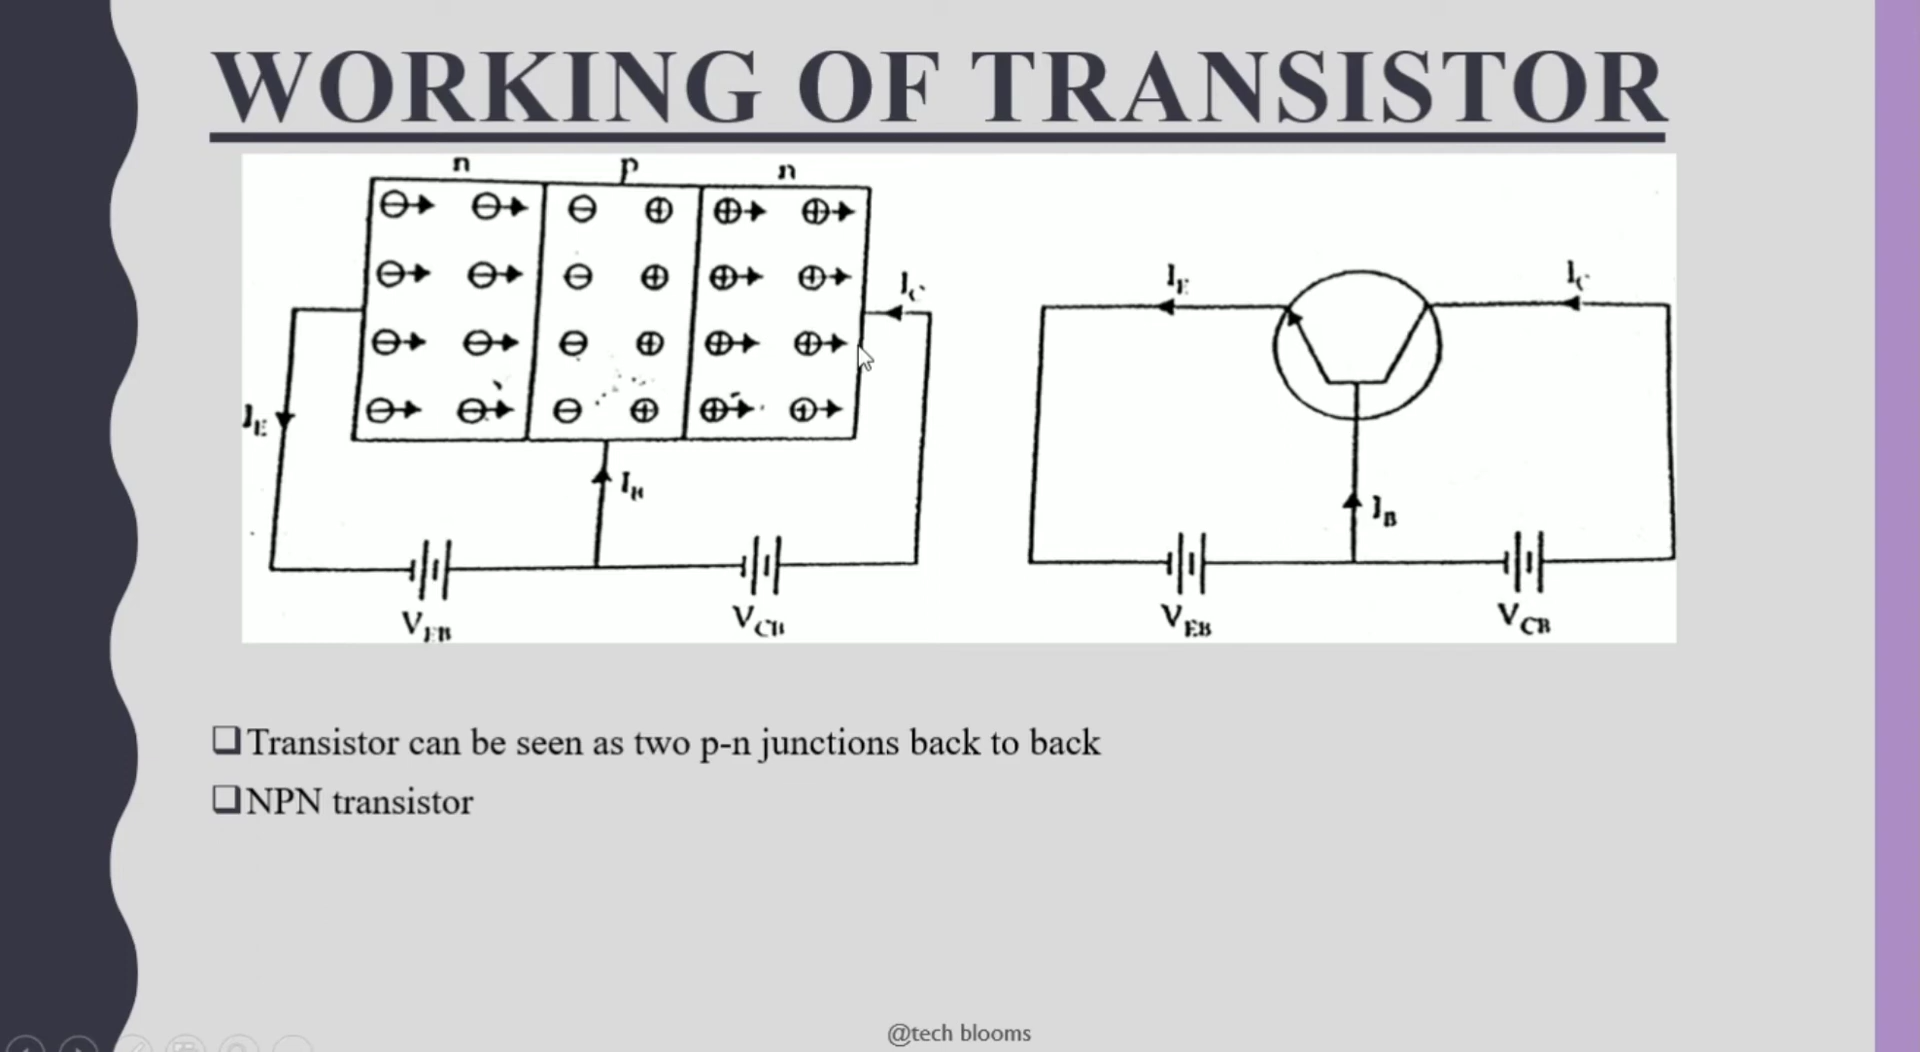 WORKING OF TRANSISTOR
n p n
I_C
I_E
I_B
V_EB V_CB
I_E I_C
I_B
V_EB V_CB
Transistor can be seen as two p-n junctions back to back
NPN transistor
@tech blooms